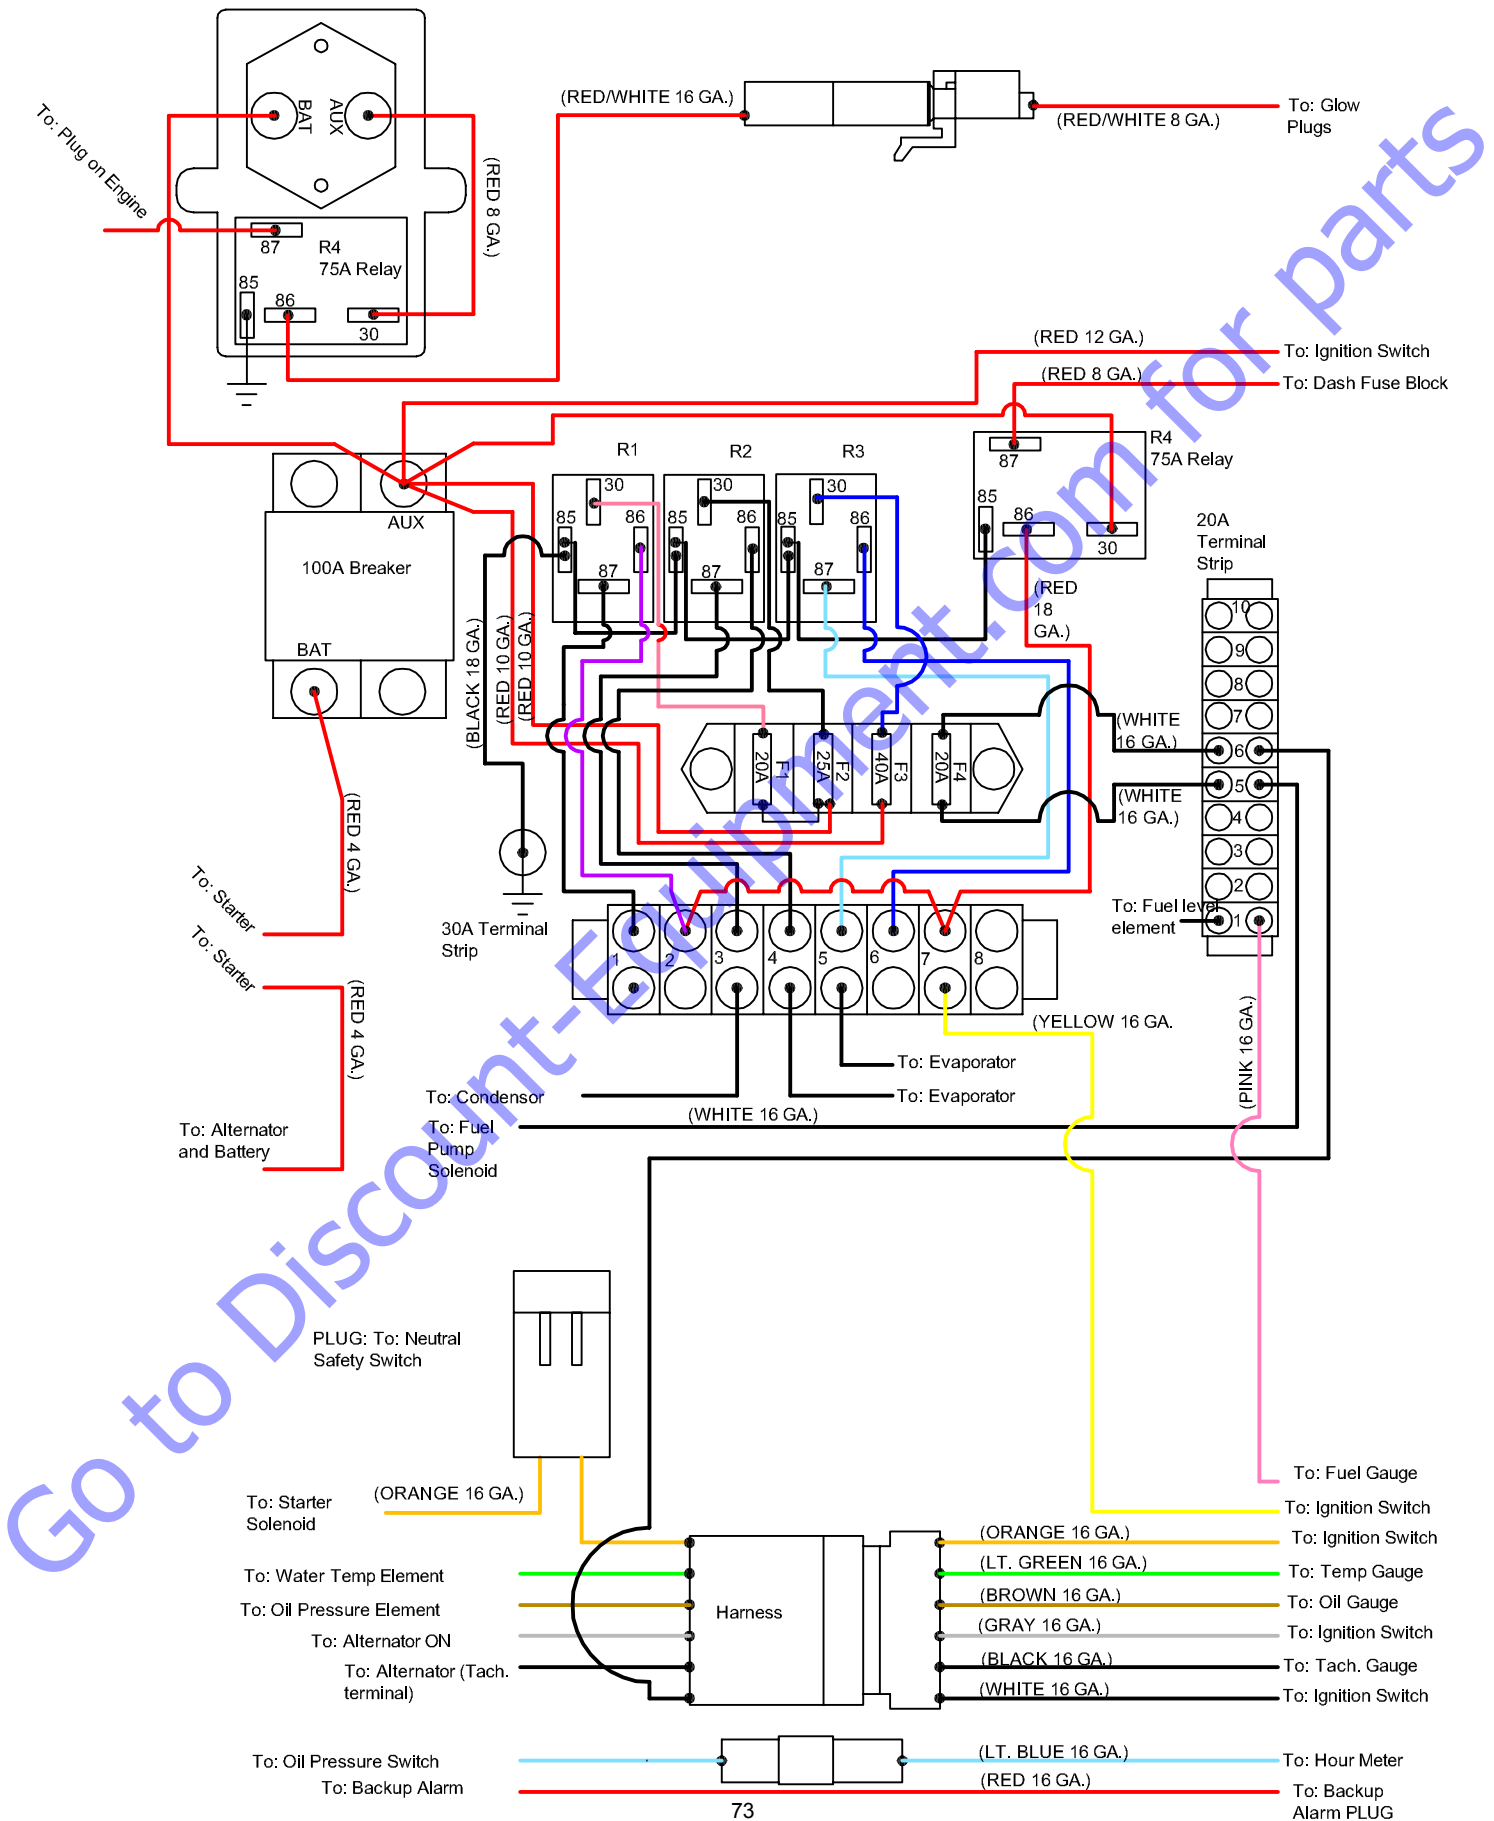 BAT
AUX
To: Plug on Engine
(RED 8 GA.)
87
R4
75A Relay
85
86
30
(RED/WHITE 16 GA.)
(RED/WHITE 8 GA.)
To: Glow
Plugs
(RED 12 GA.)
To: Ignition Switch
(RED 8 GA.)
To: Dash Fuse Block
AUX
100A Breaker
BAT
R1
30
85
86
87
R2
30
85
86
87
R3
30
85
86
87
R4
75A Relay
87
85
86
30
(RED
18
GA.)
20A
Terminal
Strip
10
9
8
7
6
5
4
3
2
1
(BLACK 18 GA.)
(RED 10 GA.)
(RED 10 GA.)
F1
20A
F2
25A
F3
40A
F4
20A
(WHITE
16 GA.)
(WHITE
16 GA.)
To: Fuel level
element
(RED 4 GA.)
To: Starter
To: Starter
(RED 4 GA.)
To: Alternator
and Battery
30A Terminal
Strip
1
2
3
4
5
6
7
8
(YELLOW 16 GA.
(PINK 16 GA.)
To: Evaporator
To: Evaporator
To: Condensor
(WHITE 16 GA.)
To: Fuel
Pump
Solenoid
PLUG: To: Neutral
Safety Switch
(ORANGE 16 GA.)
To: Starter
Solenoid
To: Fuel Gauge
To: Ignition Switch
(ORANGE 16 GA.)
To: Ignition Switch
To: Water Temp Element
(LT. GREEN 16 GA.)
To: Temp Gauge
To: Oil Pressure Element
Harness
(BROWN 16 GA.)
To: Oil Gauge
To: Alternator ON
(GRAY 16 GA.)
To: Ignition Switch
To: Alternator (Tach.
terminal)
(BLACK 16 GA.)
To: Tach. Gauge
(WHITE 16 GA.)
To: Ignition Switch
To: Oil Pressure Switch
(LT. BLUE 16 GA.)
To: Hour Meter
To: Backup Alarm
(RED 16 GA.)
To: Backup
Alarm PLUG
73
Go to Discount-Equipment.com for parts